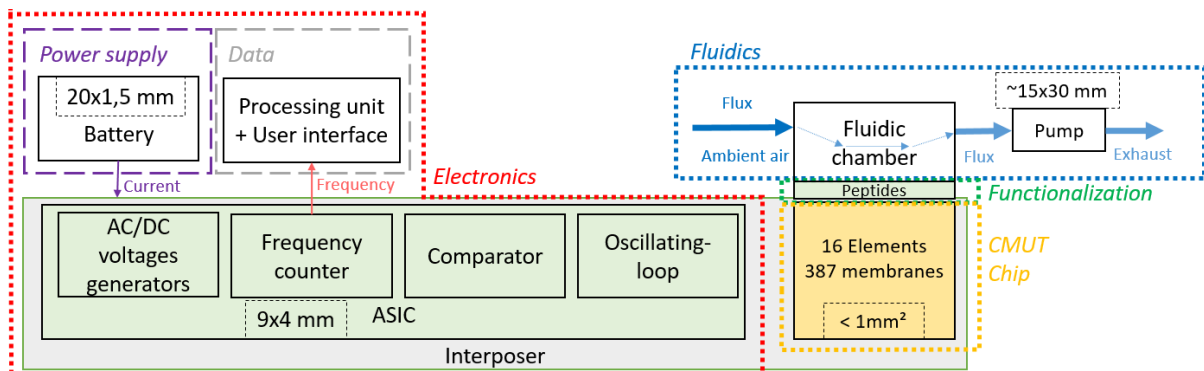 Power supply
20x1,5 mm
Battery
Current
Data
Processing unit
+ User interface
Frequency
Electronics
AC/DC
voltages
generators
Frequency
counter
Comparator
Oscillating-
loop
9x4 mm
ASIC
Interposer
Fluidics
Flux
Ambient air
Fluidic
chamber
Flux
~15x30 mm
Pump
Exhaust
Peptides
Functionalization
16 Elements
387 membranes
< 1mm²
CMUT
Chip